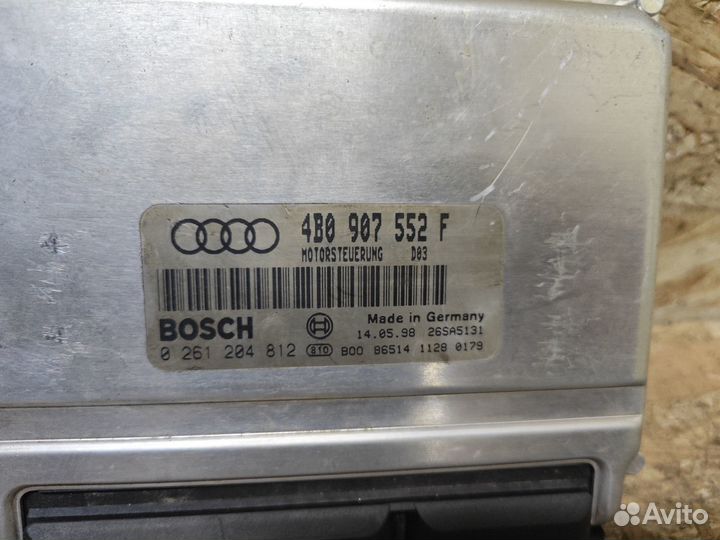 4B0 907 552 F
MOTORSTEUERUNG D03
BOSCH
Made in Germany
14.05.98 26SA5131
0 261 204 812 810 B00 86514 1128 0179
Avito